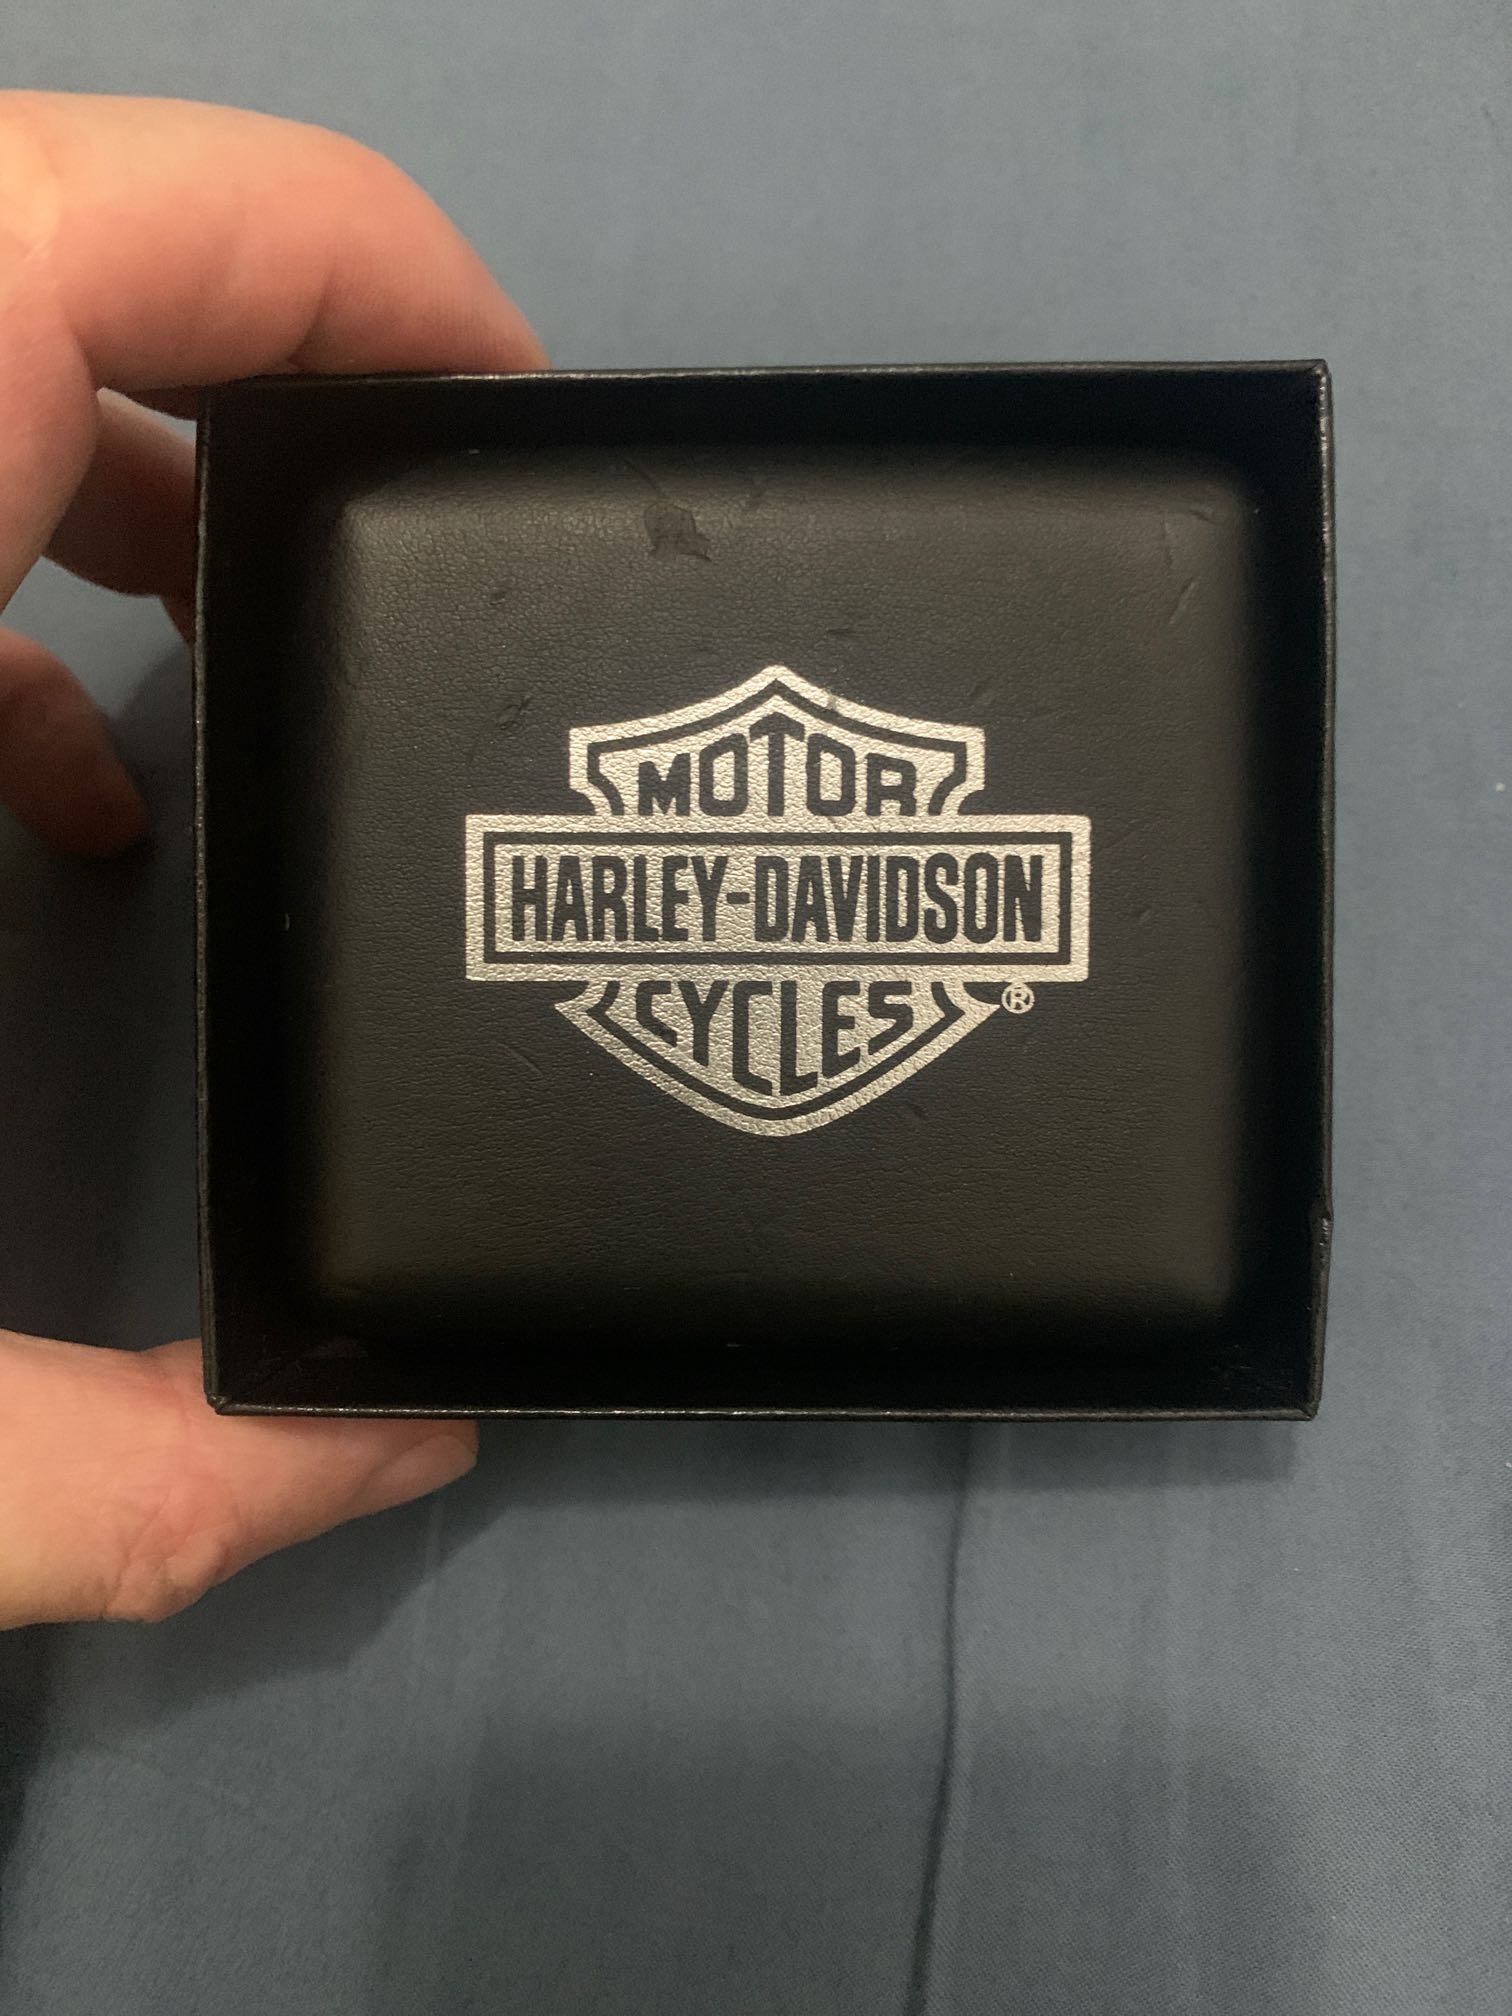 MOTOR
HARLEY-DAVIDSON
CYCLES
®